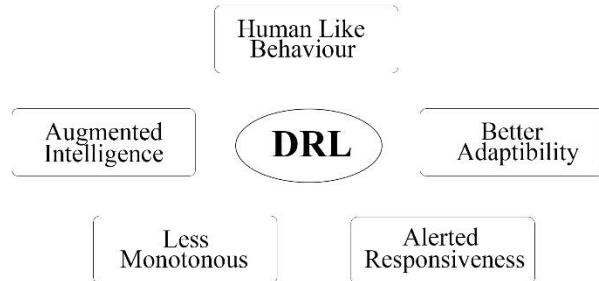 Human Like
Behaviour
Augmented
Intelligence
DRL
Better
Adaptibility
Less
Monotonous
Alerted
Responsiveness